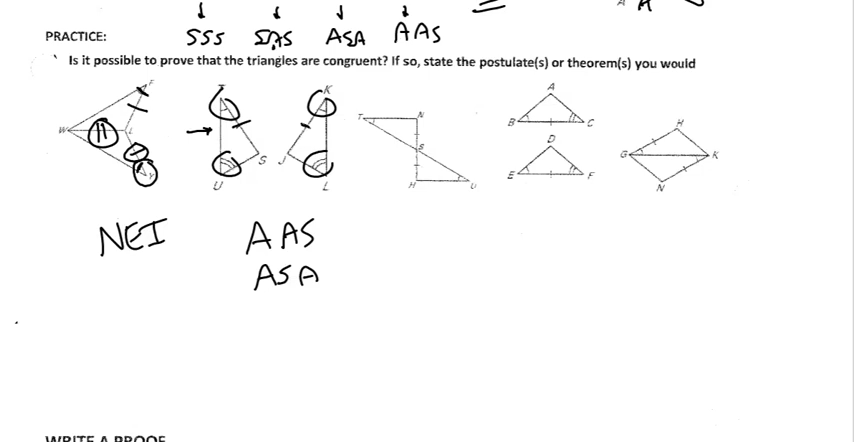 PRACTICE:
SSS SAS ASA AAS
Is it possible to prove that the triangles are congruent? If so, state the postulate(s) or theorem(s) you would
F
W
L
Y
T
S
U
K
J
L
T
N
S
H
U
A
B
C
D
E
F
H
G
K
N
NEI
AAS
ASA
WRITE A PROOF